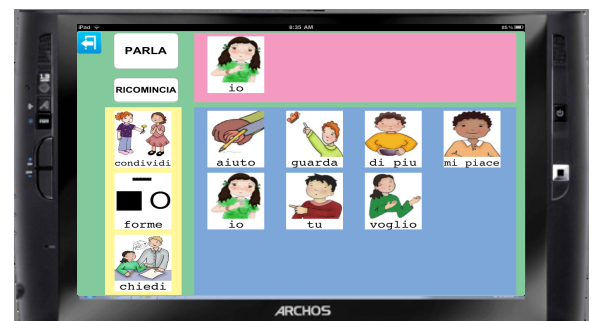 iPad
8:35 AM
85%
PARLA
io
RICOMINCIA
condividi
aiuto
guarda
di piu
mi piace
forme
io
tu
voglio
chiedi
ARCHOS